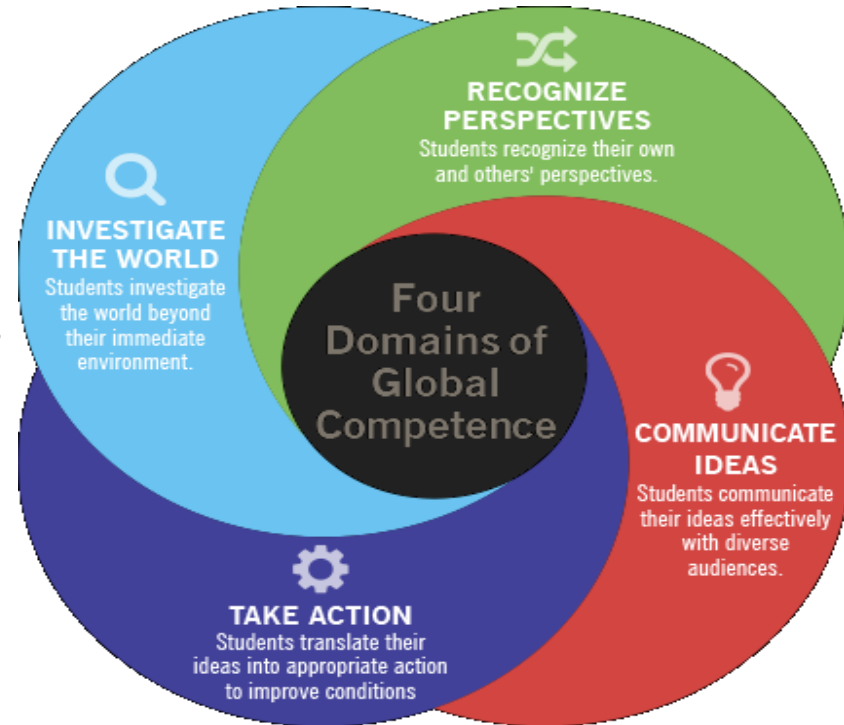 RECOGNIZE
PERSPECTIVES
Students recognize their own
and others' perspectives.
INVESTIGATE
THE WORLD
Students investigate
the world beyond
their immediate
environment.
Four
Domains of
Global
Competence
COMMUNICATE
IDEAS
Students communicate
their ideas effectively
with diverse
audiences.
TAKE ACTION
Students translate their
ideas into appropriate action
to improve conditions